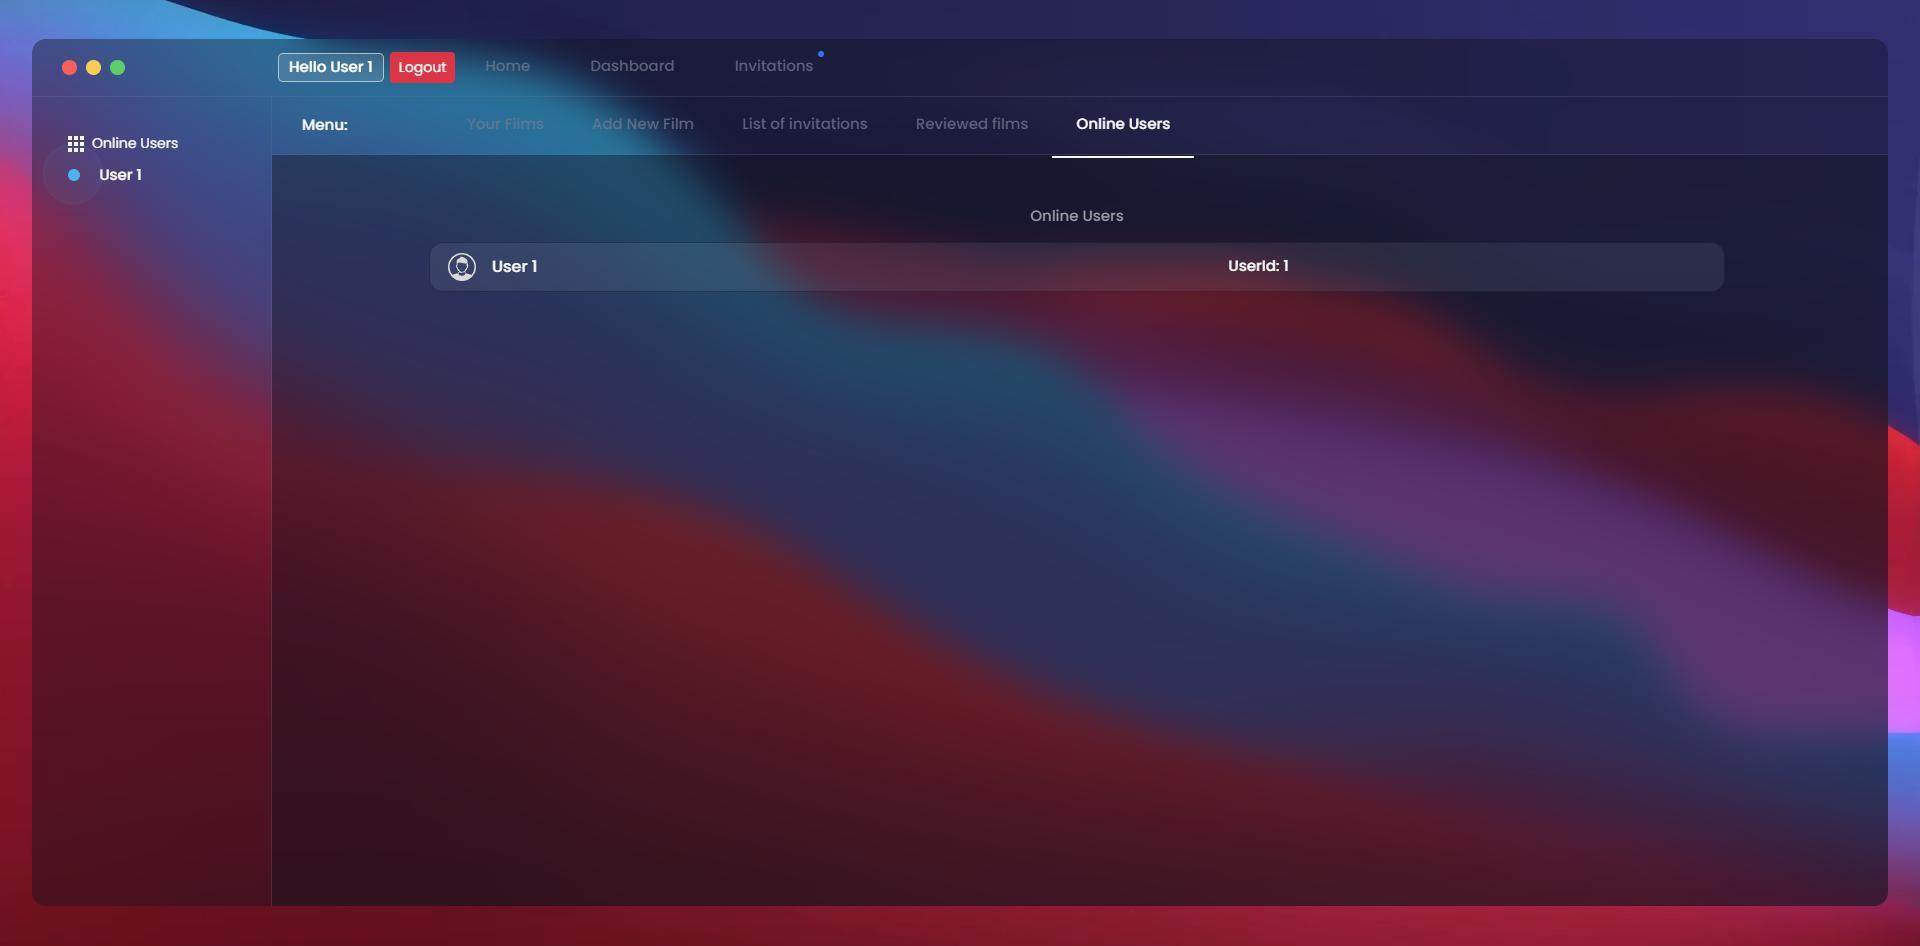 Hello User 1 Logout Home Dashboard Invitations
Menu: Your Films Add New Film List of invitations Reviewed films Online Users
Online Users
User 1
Online Users
User 1 UserId: 1